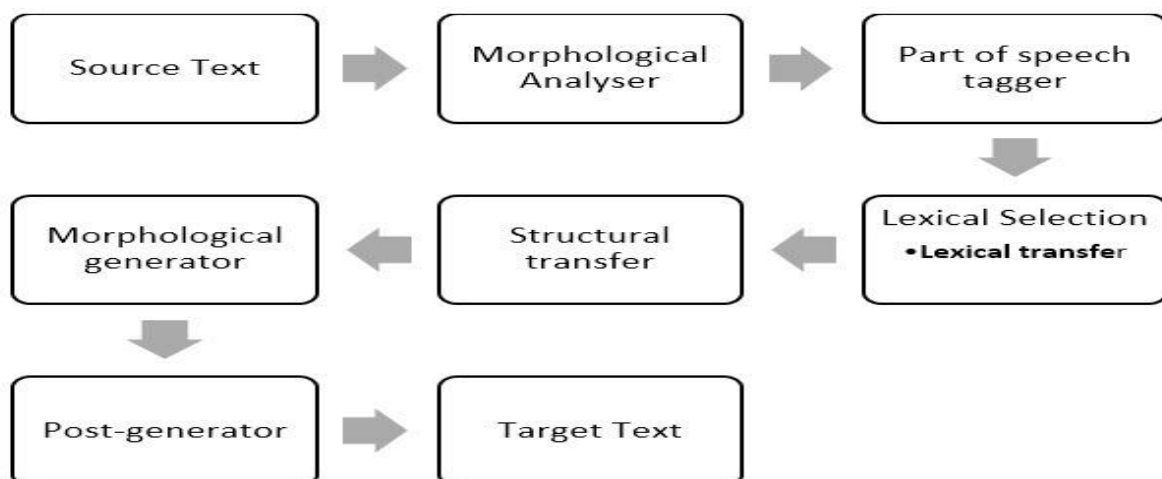 Source Text
Morphological
Analyser
Part of speech
tagger
Lexical Selection
•Lexical transfer
Structural
transfer
Morphological
generator
Post-generator
Target Text